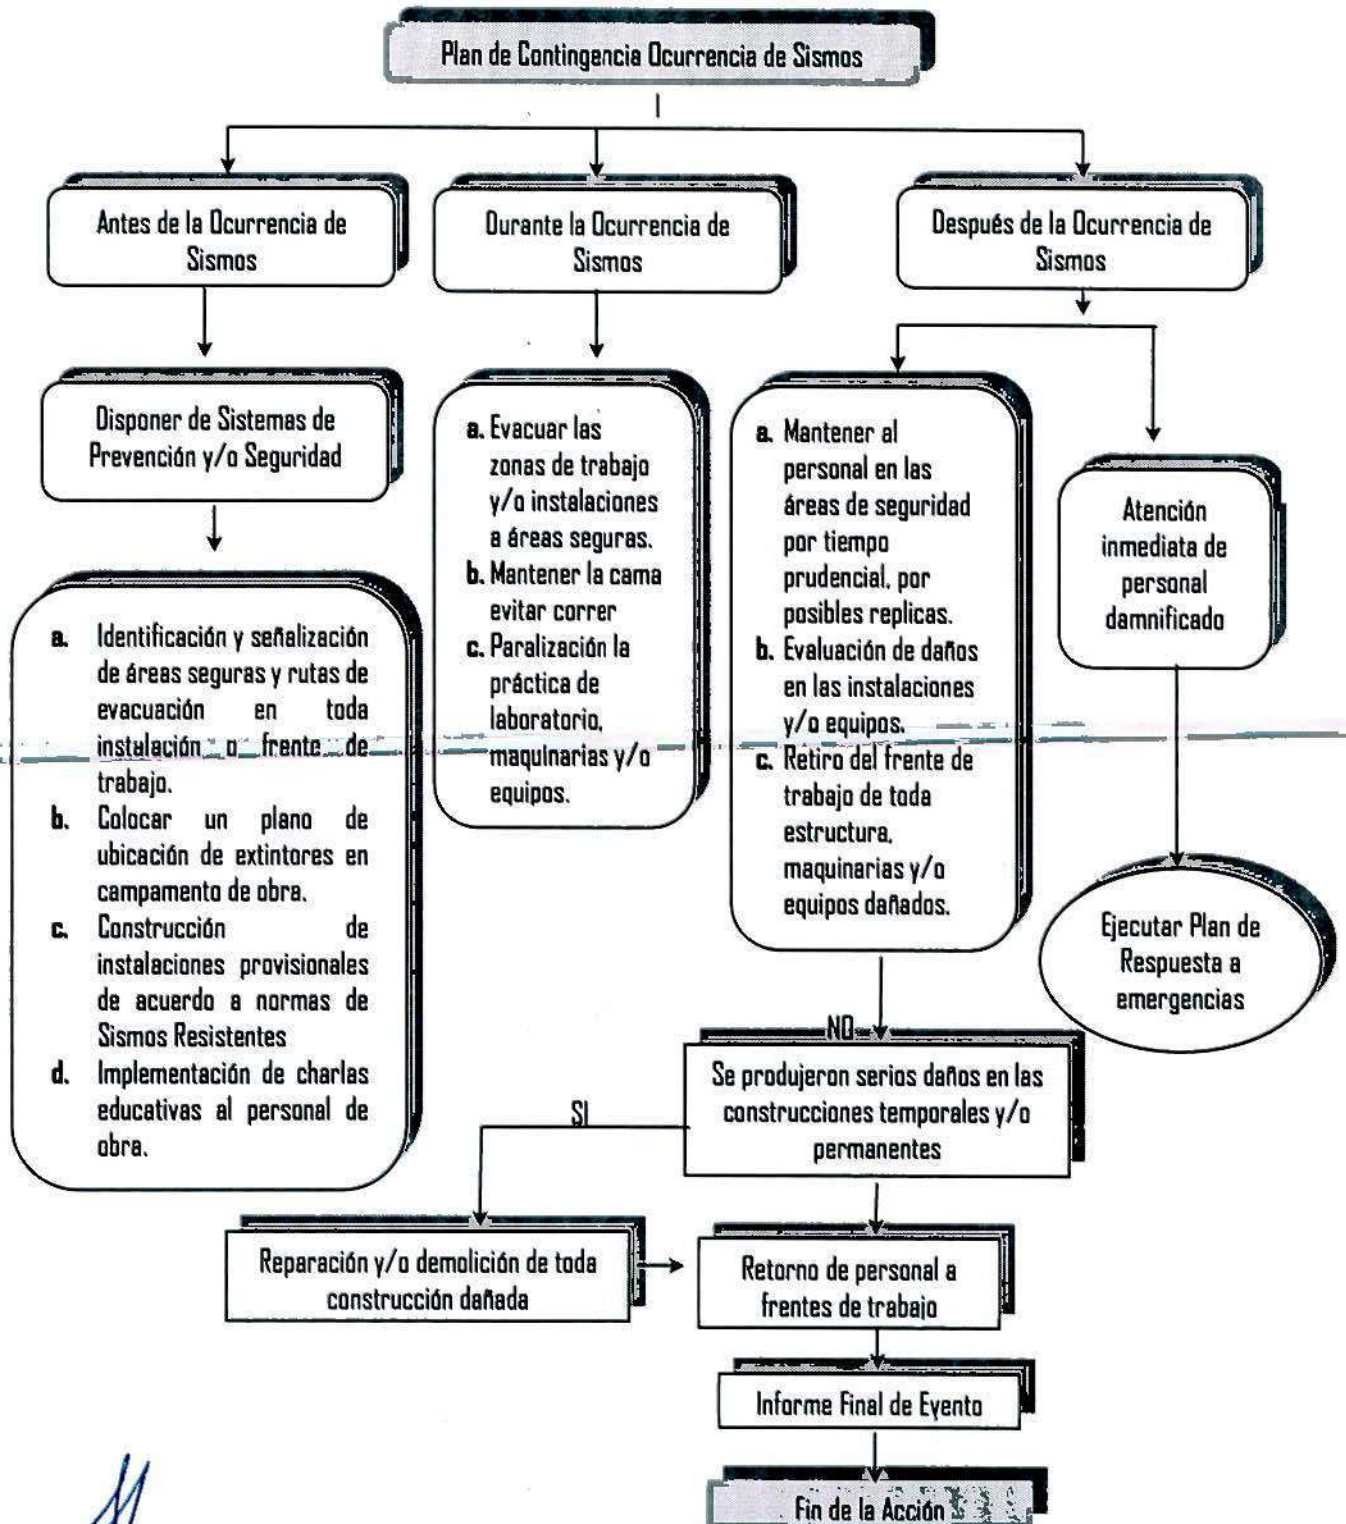 Plan de Contingencia Ocurrencia de Sismos
Antes de la Ocurrencia de
Sismos
Durante la Ocurrencia de
Sismos
Después de la Ocurrencia de
Sismos
Disponer de Sistemas de
Prevención y/o Seguridad
a. Identificación y señalización
de áreas seguras y rutas de
evacuación en toda
instalación o frente de
trabajo.
b. Colocar un plano de
ubicación de extintores en
campamento de obra.
c. Construcción de
instalaciones provisionales
de acuerdo a normas de
Sismos Resistentes
d. Implementación de charlas
educativas al personal de
obra.
a. Evacuar las
zonas de trabajo
y/o instalaciones
a áreas seguras.
b. Mantener la cama
evitar correr
c. Paralización la
práctica de
laboratorio,
maquinarias y/o
equipos.
a. Mantener al
personal en las
áreas de seguridad
por tiempo
prudencial, por
posibles replicas.
b. Evaluación de daños
en las instalaciones
y/o equipos.
c. Retiro del frente de
trabajo de toda
estructura,
maquinarias y/o
equipos dañados.
Atención
inmediata de
personal
damnificado
Ejecutar Plan de
Respuesta a
emergencias
NO
Se produjeron serios daños en las
construcciones temporales y/o
permanentes
SI
Reparación y/o demolición de toda
construcción dañada
Retorno de personal a
frentes de trabajo
Informe Final de Evento
Fin de la Acción